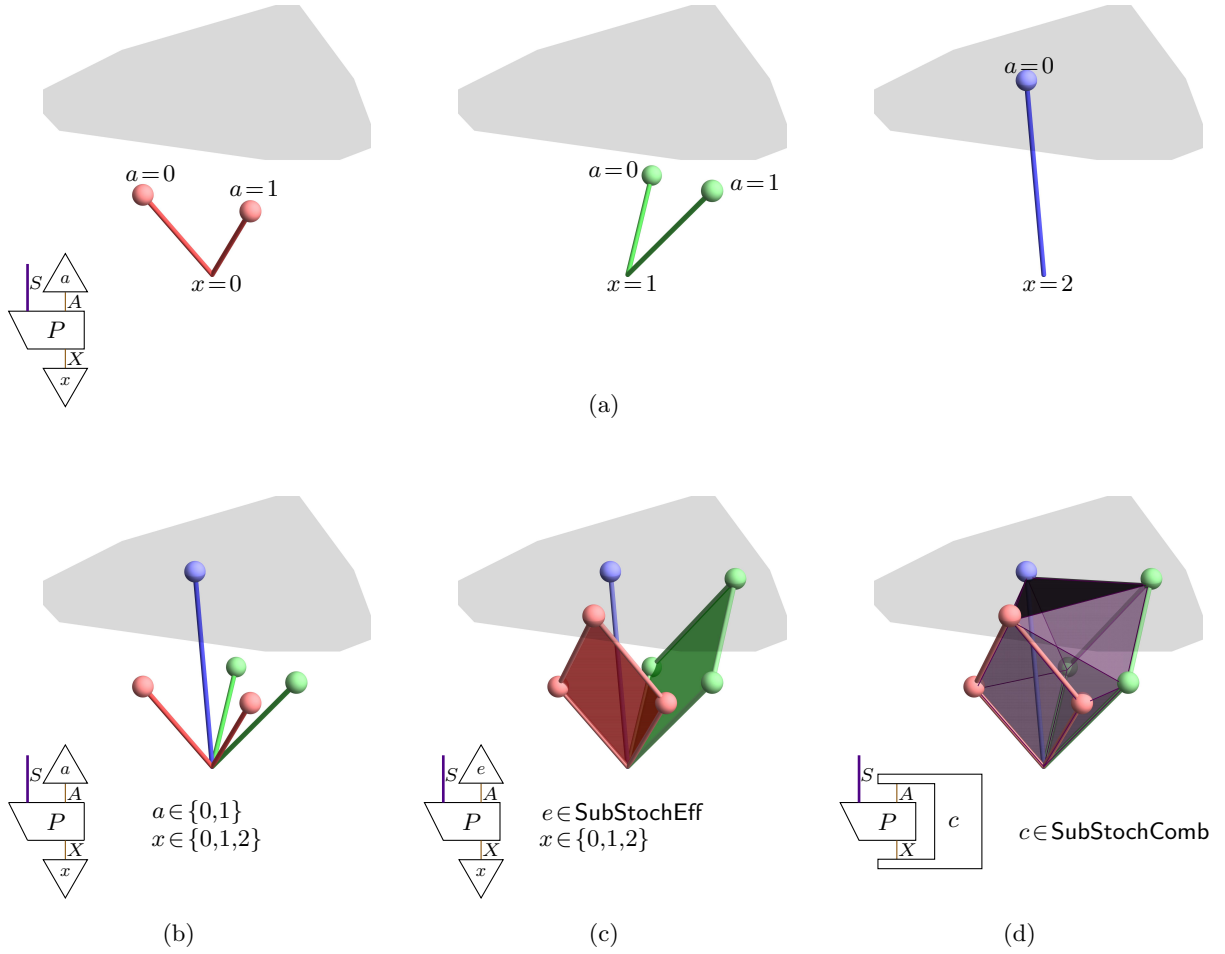 a=0
a=1
x=0
a=0
a=1
x=1
a=0
x=2
S
a
A
P
X
x
(a)
S
a
A
P
X
x
a∈{0,1}
x∈{0,1,2}
(b)
S
e
A
P
X
x
e∈SubStochEff
x∈{0,1,2}
(c)
S
A
P
c
X
c∈SubStochComb
(d)